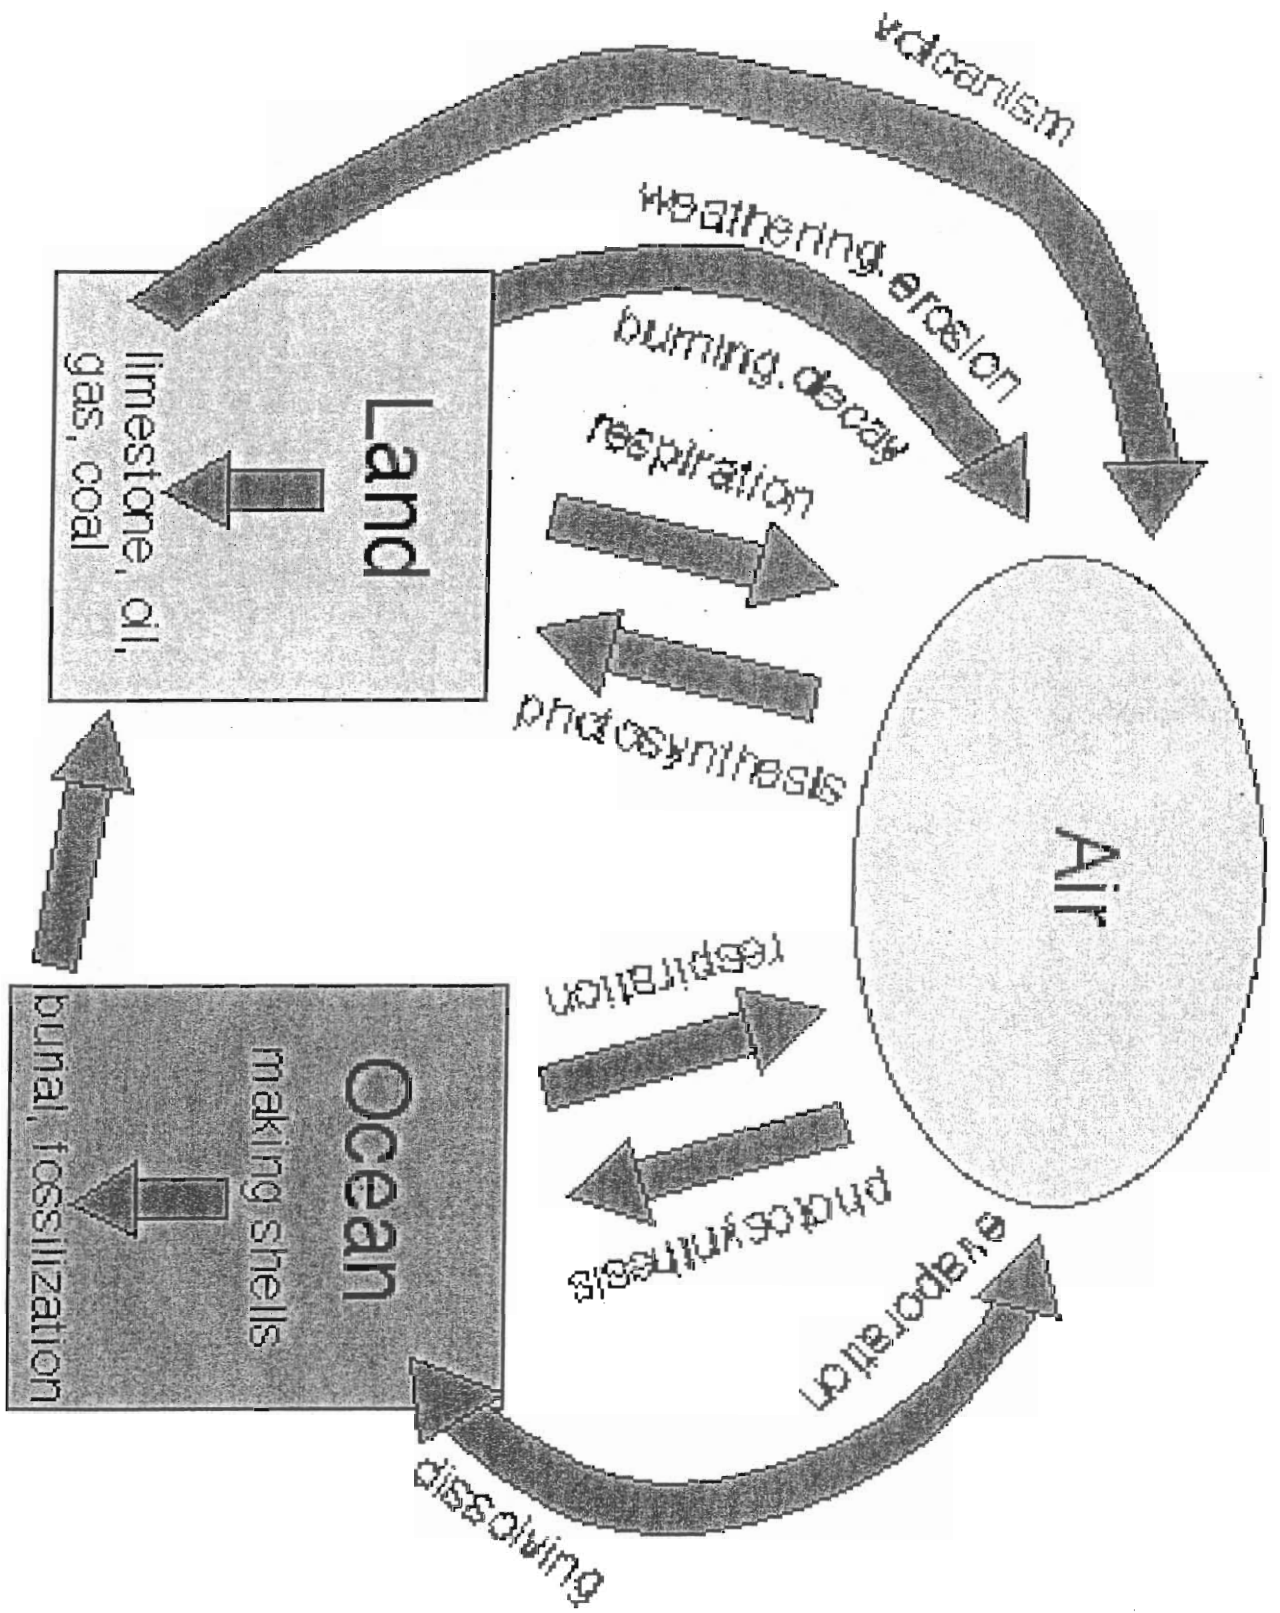 Air
volcanism
weathering.erosion
burning.decay
respiration
photosynthesis
respiration
photosynthesis
evaporation
dissolving
Land
limestone, oil,
gas, coal
Ocean
making shells
burial, fossilization